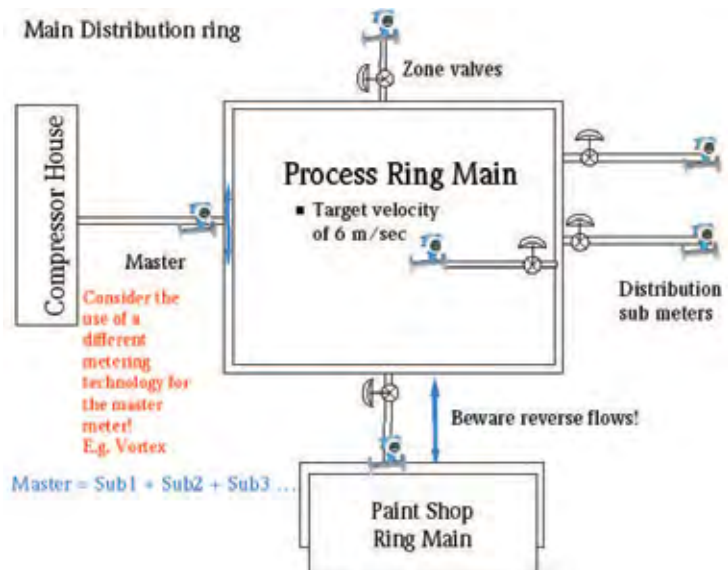 Main Distribution ring
Zone valves
Compressor House
Process Ring Main
▪ Target velocity
of 6 m/sec
Master
Consider the
use of a
different
metering
technology for
the master
meter!
E.g. Vortex
Distribution
sub meters
Beware reverse flows!
Master = Sub1 + Sub2 + Sub3 ...
Paint Shop
Ring Main